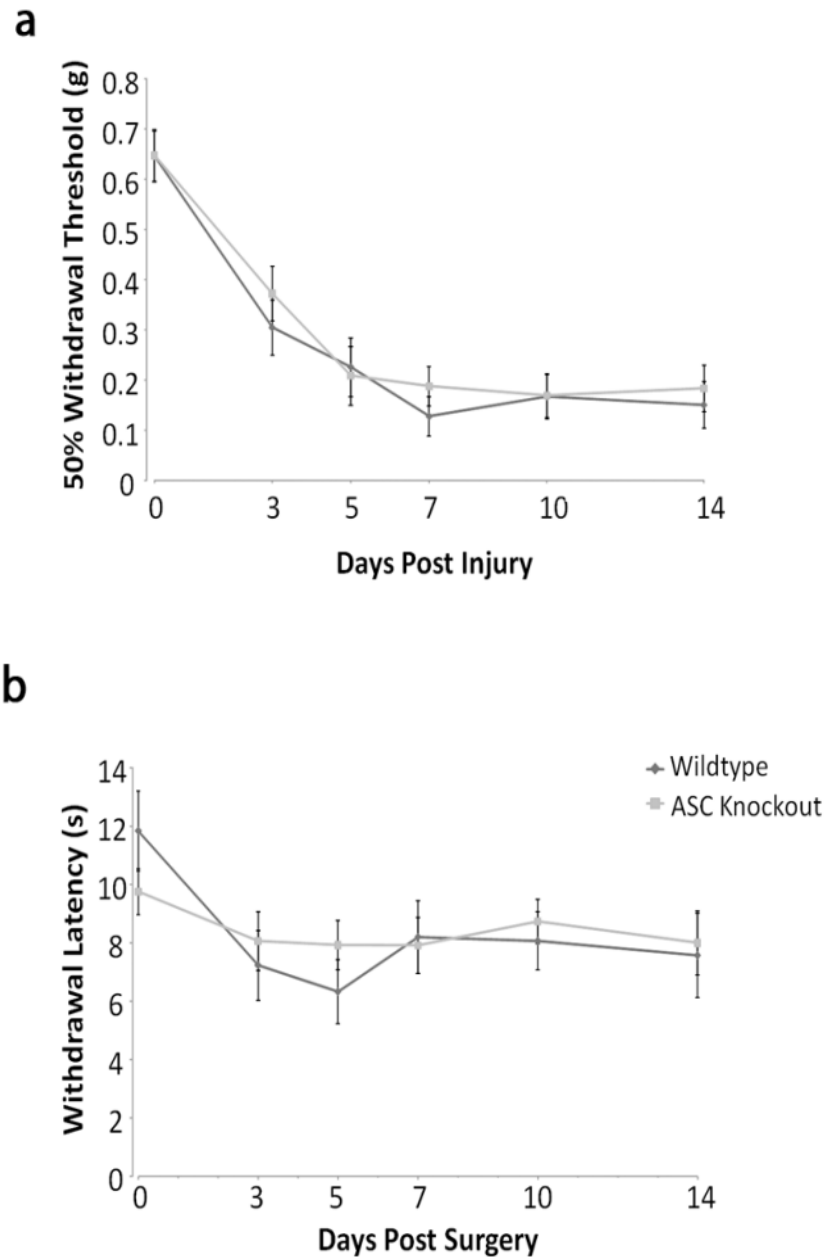 a
50% Withdrawal Threshold (g)
0.8
0.7
0.6
0.5
0.4
0.3
0.2
0.1
0
0 3 5 7 10 14
Days Post Injury
b
Withdrawal Latency (s)
14
12
10
8
6
4
2
0
0 3 5 7 10 14
Days Post Surgery
Wildtype
ASC Knockout